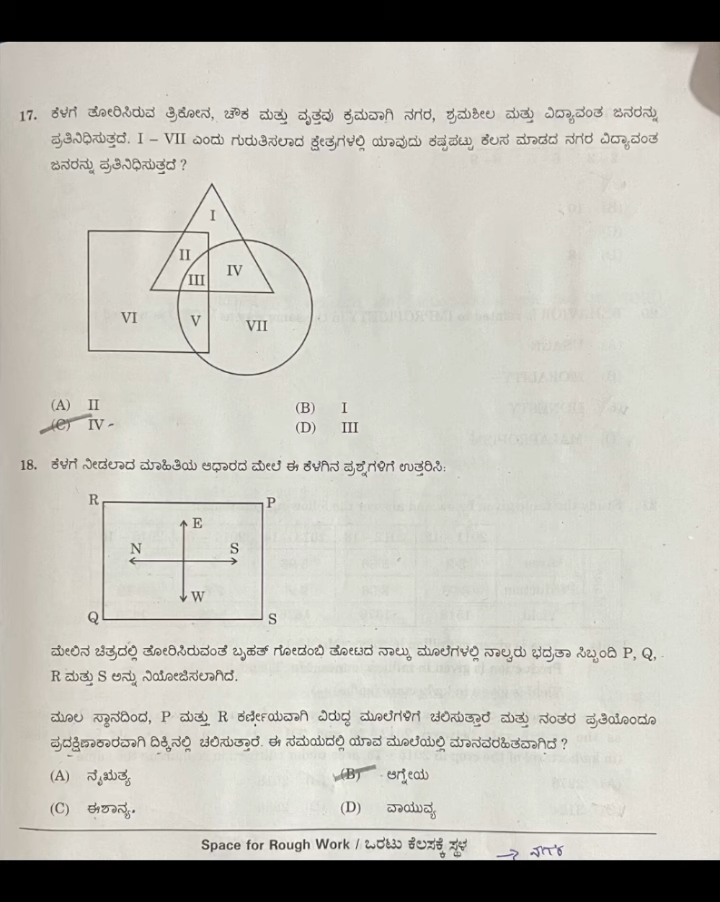 17. ಕೆಳಗೆ ತೋರಿಸಿರುವ ತ್ರಿಕೋನ, ಚೌಕ ಮತ್ತು ವೃತ್ತವು ಕ್ರಮವಾಗಿ ನಗರ, ಶ್ರಮಶೀಲ ಮತ್ತು ವಿದ್ಯಾವಂತ ಜನರನ್ನು
ಪ್ರತಿನಿಧಿಸುತ್ತದೆ. I – VII ಎಂದು ಗುರುತಿಸಲಾದ ಕ್ಷೇತ್ರಗಳಲ್ಲಿ ಯಾವುದು ಕಷ್ಟಪಟ್ಟು ಕೆಲಸ ಮಾಡದ ನಗರ ವಿದ್ಯಾವಂತ
ಜನರನ್ನು ಪ್ರತಿನಿಧಿಸುತ್ತದೆ ?
I
II
IV
III
VI
V
VII
(A) II (B) I
(C) IV (D) III
18. ಕೆಳಗೆ ನೀಡಲಾದ ಮಾಹಿತಿಯ ಆಧಾರದ ಮೇಲೆ ಈ ಕೆಳಗಿನ ಪ್ರಶ್ನೆಗಳಿಗೆ ಉತ್ತರಿಸಿ:
R P
E
N S
W
Q S
ಮೇಲಿನ ಚಿತ್ರದಲ್ಲಿ ತೋರಿಸಿರುವಂತೆ ಬೃಹತ್ ಗೋಡಂಬಿ ತೋಟದ ನಾಲ್ಕು ಮೂಲೆಗಳಲ್ಲಿ ನಾಲ್ವರು ಭದ್ರತಾ ಸಿಬ್ಬಂದಿ P, Q,
R ಮತ್ತು S ಅನ್ನು ನಿಯೋಜಿಸಲಾಗಿದೆ.
ಮೂಲ ಸ್ಥಾನದಿಂದ, P ಮತ್ತು R ಕರ್ಣೀಯವಾಗಿ ವಿರುದ್ಧ ಮೂಲೆಗಳಿಗೆ ಚಲಿಸುತ್ತಾರೆ ಮತ್ತು ನಂತರ ಪ್ರತಿಯೊಂದೂ
ಪ್ರದಕ್ಷಿಣಾಕಾರವಾಗಿ ದಿಕ್ಕಿನಲ್ಲಿ ಚಲಿಸುತ್ತಾರೆ. ಈ ಸಮಯದಲ್ಲಿ ಯಾವ ಮೂಲೆಯಲ್ಲಿ ಮಾನವರಹಿತವಾಗಿದೆ ?
(A) ನೈಋತ್ಯ (B) ಆಗ್ನೇಯ
(C) ಈಶಾನ್ಯ (D) ವಾಯುವ್ಯ
Space for Rough Work / ಒರಟು ಕೆಲಸಕ್ಕೆ ಸ್ಥಳ → ನಗರ